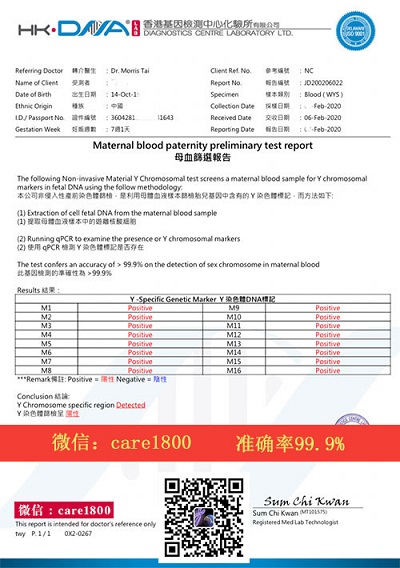 HK·DNA LAB 香港基因檢測中心化驗所有限公司
DIAGNOSTICS CENTRE LABORATORY LTD.
ISO 9001
Referring Doctor 轉介醫生 : Dr. Morris Tai Client Ref. No. 參考編號 : NC
Name of Client 受測者 : Report No. 報告編號 : JD200206022
Date of Birth 出生日期 : 14-Oct-1 Specimen 樣本類別 : Blood ( WYS )
Ethnic Origin 種族 : 中國 Collection Date 採樣日期 : -Feb-2020
I.D./ Passport No. 證件號碼 : 3604281 1643 Received Date 交收日期 : 06-Feb-2020
Gestation Week 妊娠週數 : 7週1天 Reporting Date 報告日期 : -Feb-2020
Maternal blood paternity preliminary test report
母血篩選報告
The following Non-invasive Material Y Chromosomal test screens a maternal blood sample for Y chromosomal
markers in fetal DNA using the follow methodology:
本公司非侵入性產前染色體篩檢，是利用母體血液樣本篩檢胎兒基因中含有的 Y 染色體標記，而方法如下:
(1) Extraction of cell fetal DNA from the maternal blood sample
(1) 提取母體血液樣本中的遊離核酸細胞
(2) Running qPCR to examine the presence or Y chromosomal markers
(2) 使用 qPCR 檢測 Y 染色體標記是否存在
The test confers an accuracy of > 99.9% on the detection of sex chromosome in maternal blood
此基因檢測的準確性為 >99.9%
Results 結果 :
Y -Specific Genetic Marker Y 染色體DNA標記
M1 Positive M9 Positive
M2 Positive M10 Positive
M3 Positive M11 Positive
M4 Positive M12 Positive
M5 Positive M13 Positive
M6 Positive M14 Positive
M7 Positive M15 Positive
M8 Positive M16 Positive
***Remark備註: Positive = 陽性 Negative = 陰性
Conclusion 結論:
Y Chromosome specific region Detected
Y 染色體篩檢呈 陽性
微信：care1800 准确率99.9%
微信：care1800
Sum Chi Kwan
Sum Chi Kwan (MT101575)
Registered Med Lab Technologist
This report is intended for doctor's reference only
twy P. 1 / 1 0X2-0267